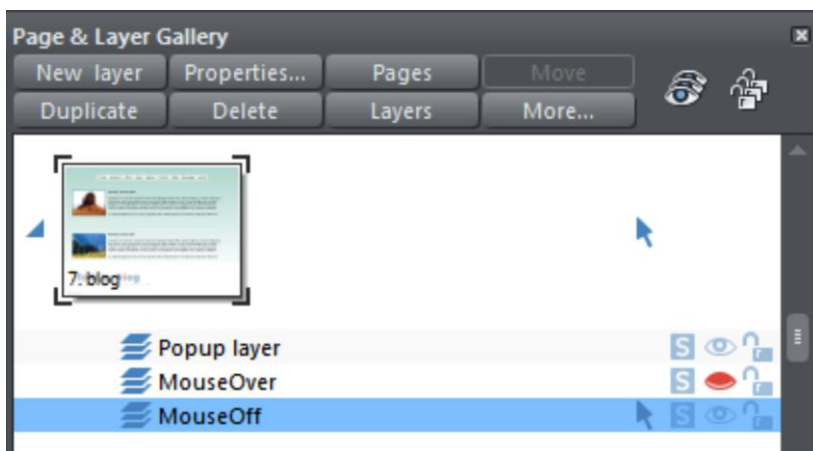 Page & Layer Gallery
New layer Properties... Pages Move
Duplicate Delete Layers More...
7. blog
Popup layer S
MouseOver S
MouseOff S